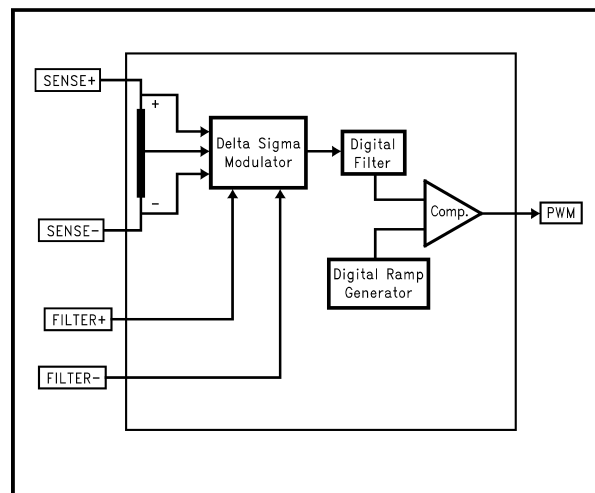 SENSE+
+
Delta Sigma
Modulator
Digital
Filter
-
Comp.
PWM
SENSE-
Digital Ramp
Generator
FILTER+
FILTER-